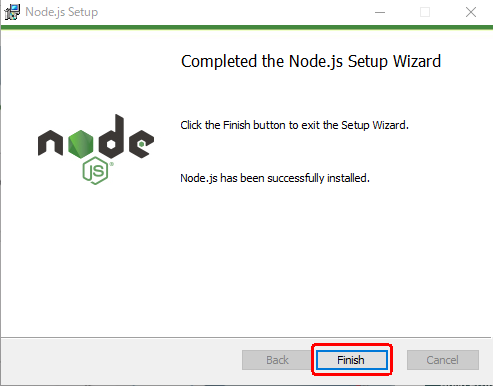 Node.js Setup
Completed the Node.js Setup Wizard
Click the Finish button to exit the Setup Wizard.
node
JS
®
Node.js has been successfully installed.
Back
Finish
Cancel